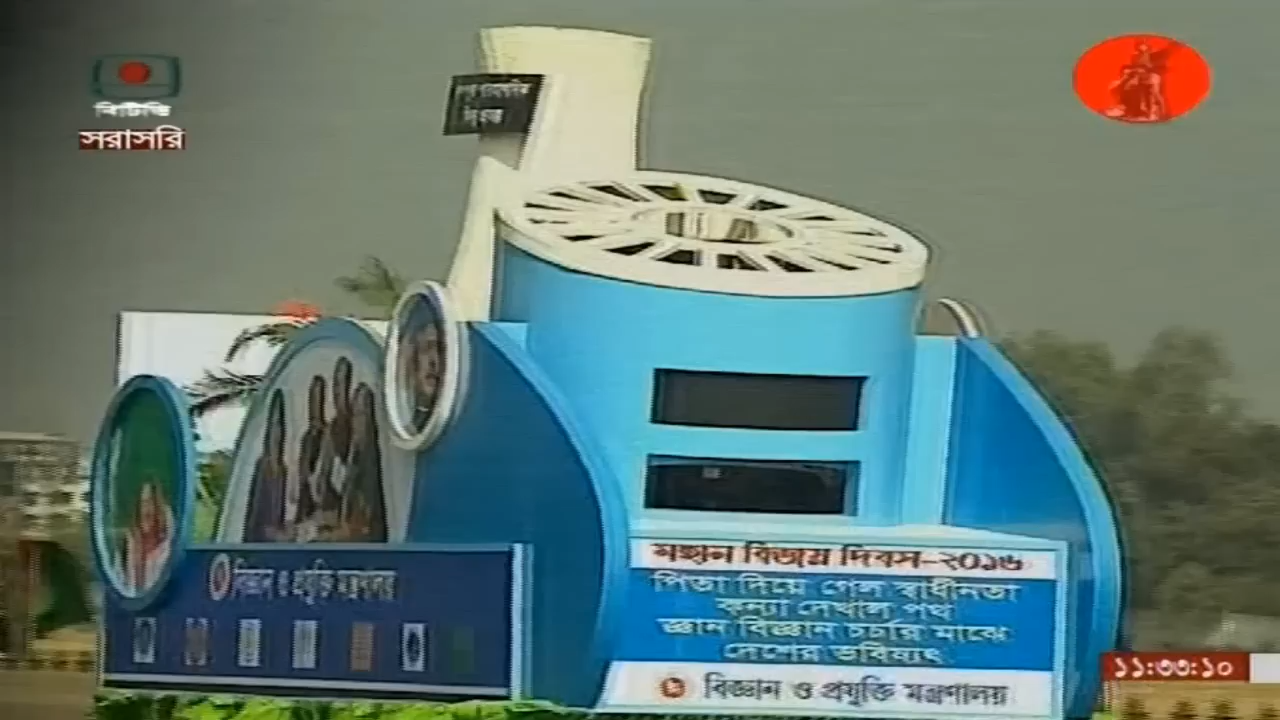 বিটিভি
সরাসরি
বিজ্ঞান ও প্রযুক্তি মন্ত্রণালয়
মহান বিজয় দিবস-২০১৬
পিতা দিয়ে গেল স্বাধীনতা
কন্যা দেখাল পথ
জ্ঞান বিজ্ঞান চর্চার মাঝে
দেশের ভবিষ্যৎ
বিজ্ঞান ও প্রযুক্তি মন্ত্রণালয়
১১:৩৩:১০